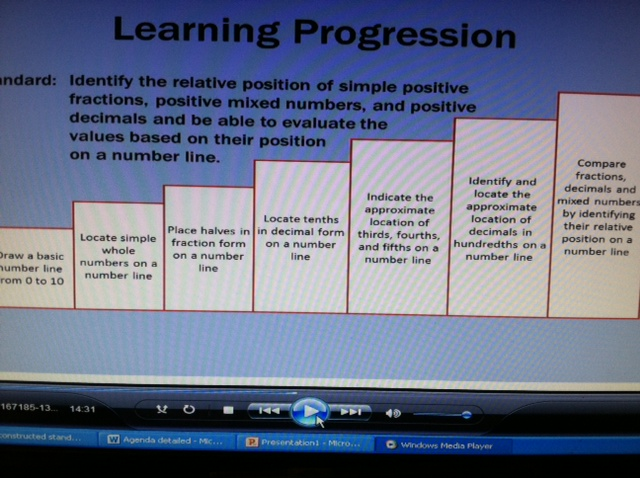 Learning Progression
ndard: Identify the relative position of simple positive
fractions, positive mixed numbers, and positive
decimals and be able to evaluate the
values based on their position
on a number line.
Draw a basic
number line
from 0 to 10
Locate simple
whole
numbers on a
number line
Place halves in
fraction form
on a number
line
Locate tenths
in decimal form
on a number
line
Indicate the
approximate
location of
thirds, fourths,
and fifths on a
number line
Identify and
locate the
approximate
location of
decimals in
hundredths on a
number line
Compare
fractions,
decimals and
mixed numbers
by identifying
their relative
position on a
number line
167185-13... 14:31
constructed stand...
W Agenda detailed - Mic...
P Presentation1 - Micro...
Windows Media Player